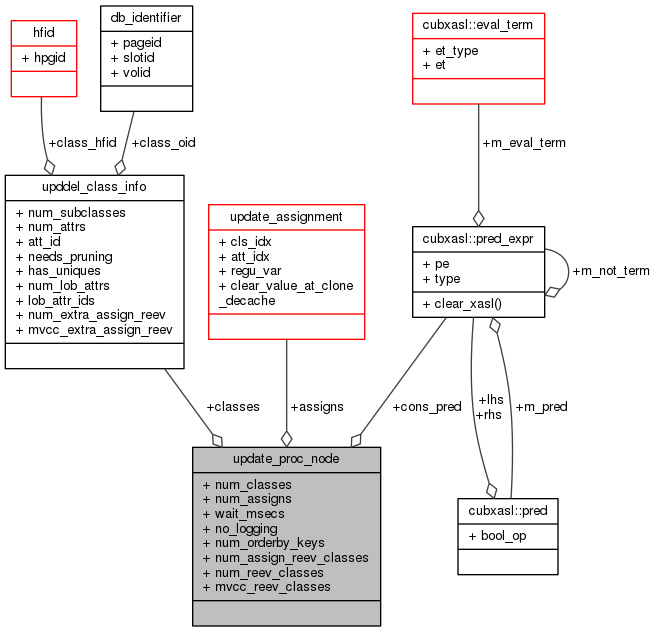 hfid
+ hpgid
db_identifier
+ pageid
+ slotid
+ volid
cubxasl::eval_term
+ et_type
+ et
+class_hfid
+class_oid
+m_eval_term
upddel_class_info
+ num_subclasses
+ num_attrs
+ att_id
+ needs_pruning
+ has_uniques
+ num_lob_attrs
+ lob_attr_ids
+ num_extra_assign_reev
+ mvcc_extra_assign_reev
update_assignment
+ cls_idx
+ att_idx
+ regu_var
+ clear_value_at_clone
_decache
cubxasl::pred_expr
+ pe
+ type
+ clear_xasl()
+m_not_term
+classes
+assigns
+cons_pred
+lhs
+rhs
+m_pred
update_proc_node
+ num_classes
+ num_assigns
+ wait_msecs
+ no_logging
+ num_orderby_keys
+ num_assign_reev_classes
+ num_reev_classes
+ mvcc_reev_classes
cubxasl::pred
+ bool_op